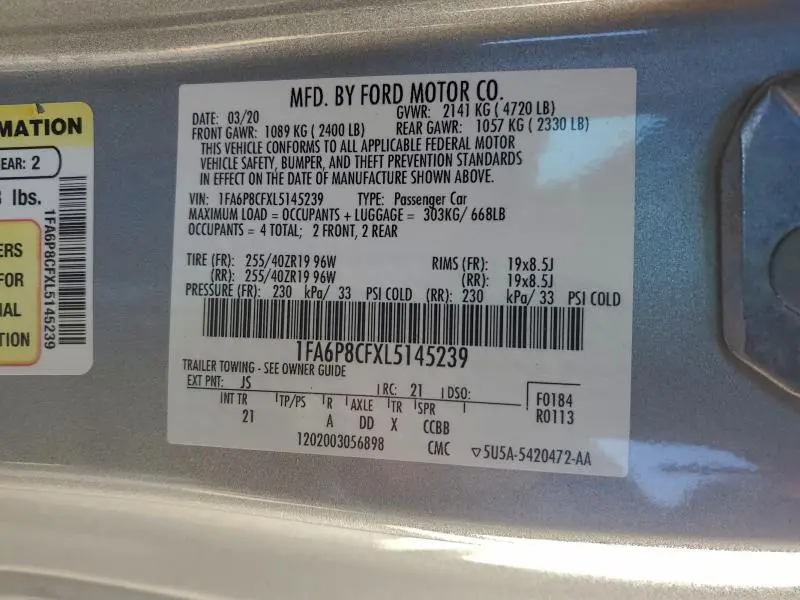 MATION
EAR: 2
lbs.
ERS
FOR
IAL
TION
1FA6P8CFXL5145239
MFD. BY FORD MOTOR CO.
DATE: 03/20 GVWR: 2141 KG ( 4720 LB)
FRONT GAWR: 1089 KG ( 2400 LB) REAR GAWR: 1057 KG ( 2330 LB)
THIS VEHICLE CONFORMS TO ALL APPLICABLE FEDERAL MOTOR
VEHICLE SAFETY, BUMPER, AND THEFT PREVENTION STANDARDS
IN EFFECT ON THE DATE OF MANUFACTURE SHOWN ABOVE.
VIN: 1FA6P8CFXL5145239 TYPE: Passenger Car
MAXIMUM LOAD = OCCUPANTS + LUGGAGE = 303KG/ 668LB
OCCUPANTS = 4 TOTAL; 2 FRONT, 2 REAR
TIRE (FR): 255/40ZR19 96W RIMS (FR): 19x8.5J
(RR): 255/40ZR19 96W (RR): 19x8.5J
PRESSURE (FR): 230 kPa/ 33 PSI COLD (RR): 230 kPa/ 33 PSI COLD
1FA6P8CFXL5145239
TRAILER TOWING - SEE OWNER GUIDE
EXT PNT: JS RC: 21 DSO: F0184
INT TR TP/PS R AXLE TR SPR R0113
21 A DD X CCBB
1202003056898 CMC ▽5U5A-5420472-AA